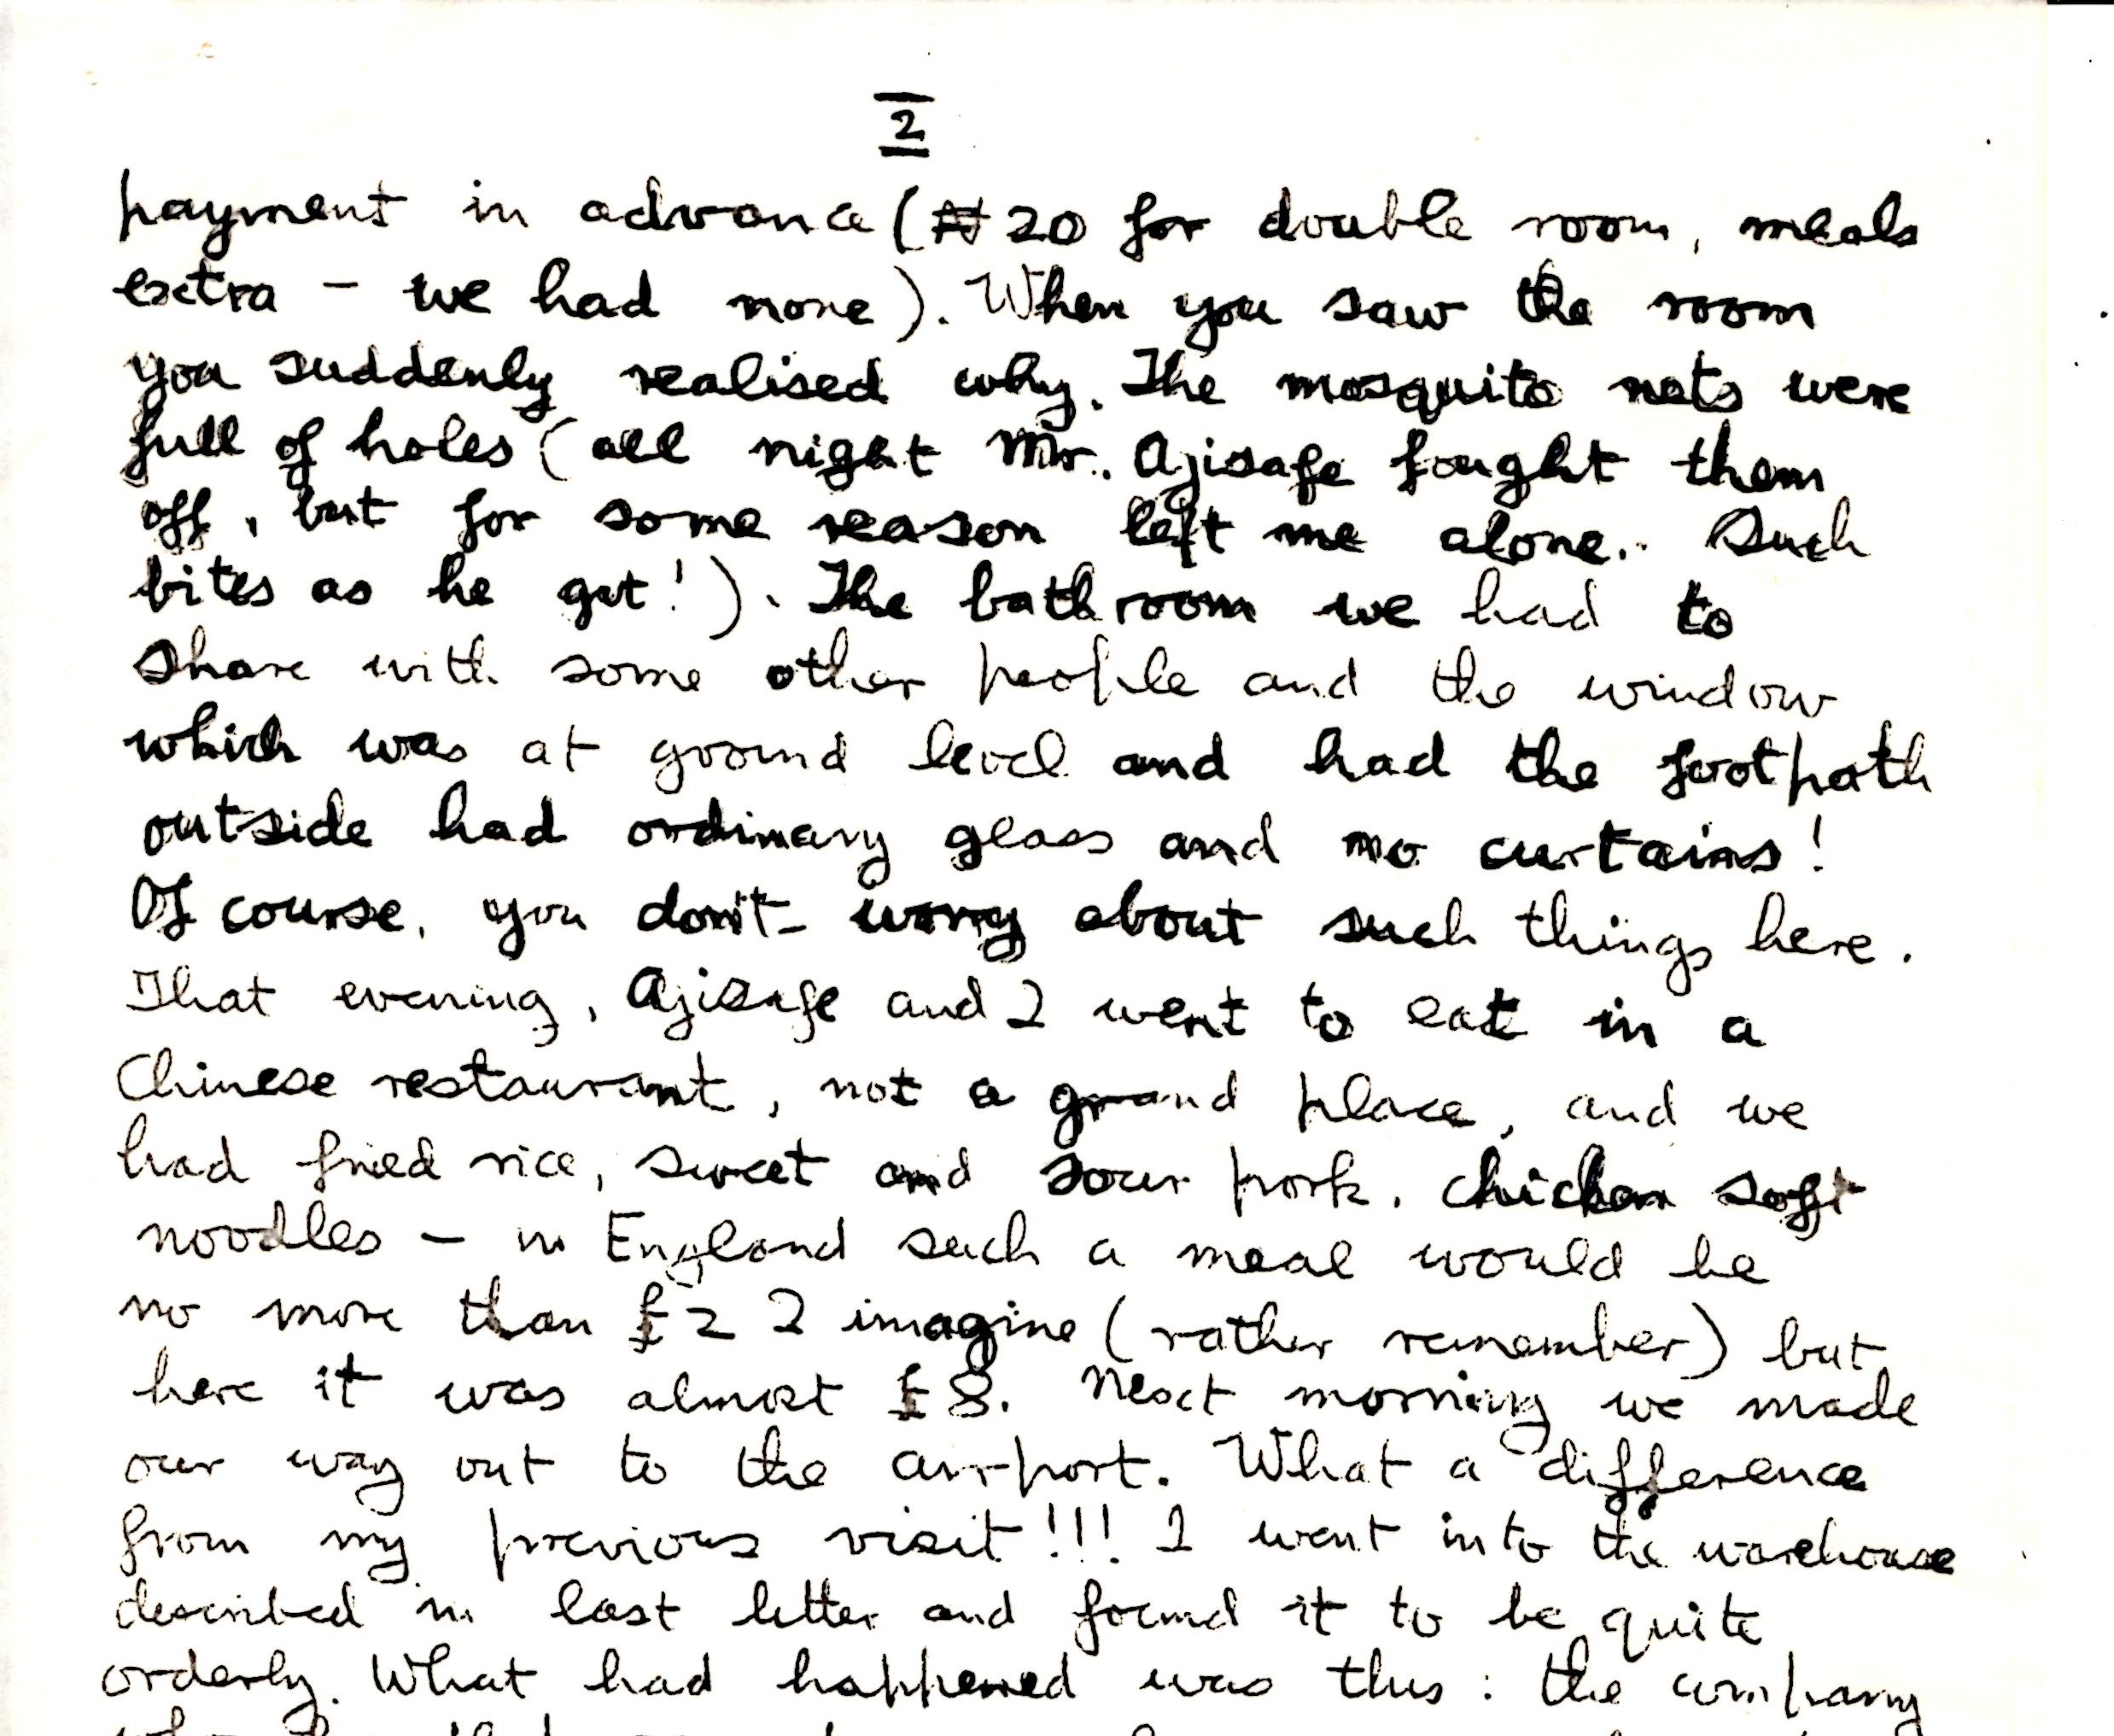 2
payment in advance (₦20 for double room, meals
extra - we had none). When you saw the room
you suddenly realised why. The mosquito nets were
full of holes (all night Mr. Ajisafe fought them
off, but for some reason left me alone.. Such
bites as he got!). The bathroom we had to
share with some other people and the window
which was at ground level and had the footpath
outside had ordinary glass and no curtains!
Of course, you don't worry about such things here.
That evening, Ajisafe and I went to eat in a
Chinese restaurant, not a grand place, and we
had fried rice, sweet and sour pork, chicken soft
noodles - in England such a meal would be
no more than £2 I imagine (rather remember) but
here it was almost £8. Next morning we made
our way out to the airport. What a difference
from my previous visit!!! I went into the warehouse
described in last letter and found it to be quite
orderly. What had happened was this: the company